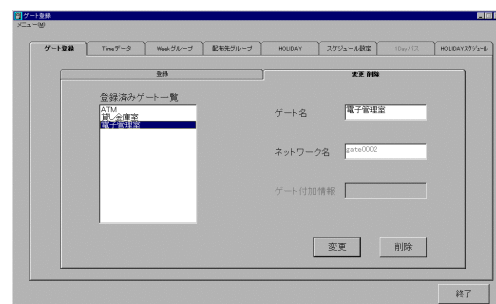 ゲート登録
メニュー(M)
ゲート登録 Timeデータ Weekグループ 配布先グループ HOLIDAY スケジュール設定 1Dayパス HOLIDAYスケジュール
登録 変更 削除
登録済みゲート一覧
ATM
貸し金庫室
電子管理室
ゲート名 電子管理室
ネットワーク名 gate0002
ゲート付加情報
変更 削除
終了